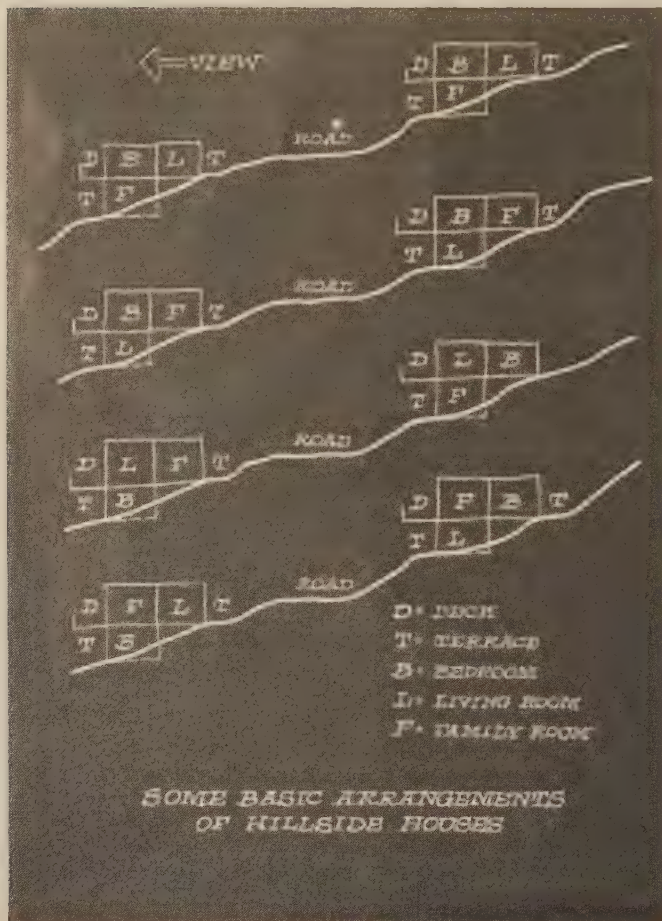 VIEW
D B L T
T F
ROAD
D B L T
T F
D B F T
T L
ROAD
D B F T
T L
D L B
T F
ROAD
D L F T
T B
D F B T
T L
ROAD
D F L T
T B
D = DECK
T = TERRACE
B = BEDROOM
L = LIVING ROOM
F = FAMILY ROOM
SOME BASIC ARRANGEMENTS
OF HILLSIDE HOUSES